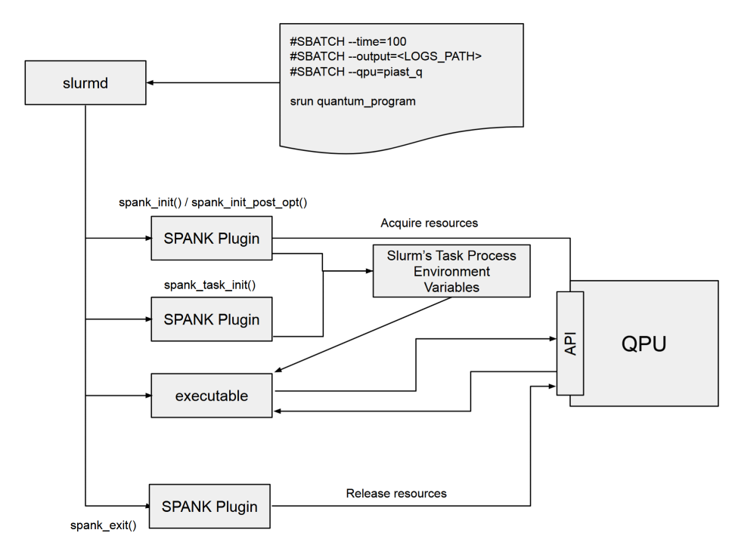 #SBATCH --time=100
#SBATCH --output=<LOGS_PATH>
#SBATCH --qpu=piast_q
srun quantum_program
slurmd
spank_init() / spank_init_post_opt()
SPANK Plugin
Acquire resources
Slurm's Task Process
Environment
Variables
spank_task_init()
SPANK Plugin
API
QPU
executable
SPANK Plugin
Release resources
spank_exit()